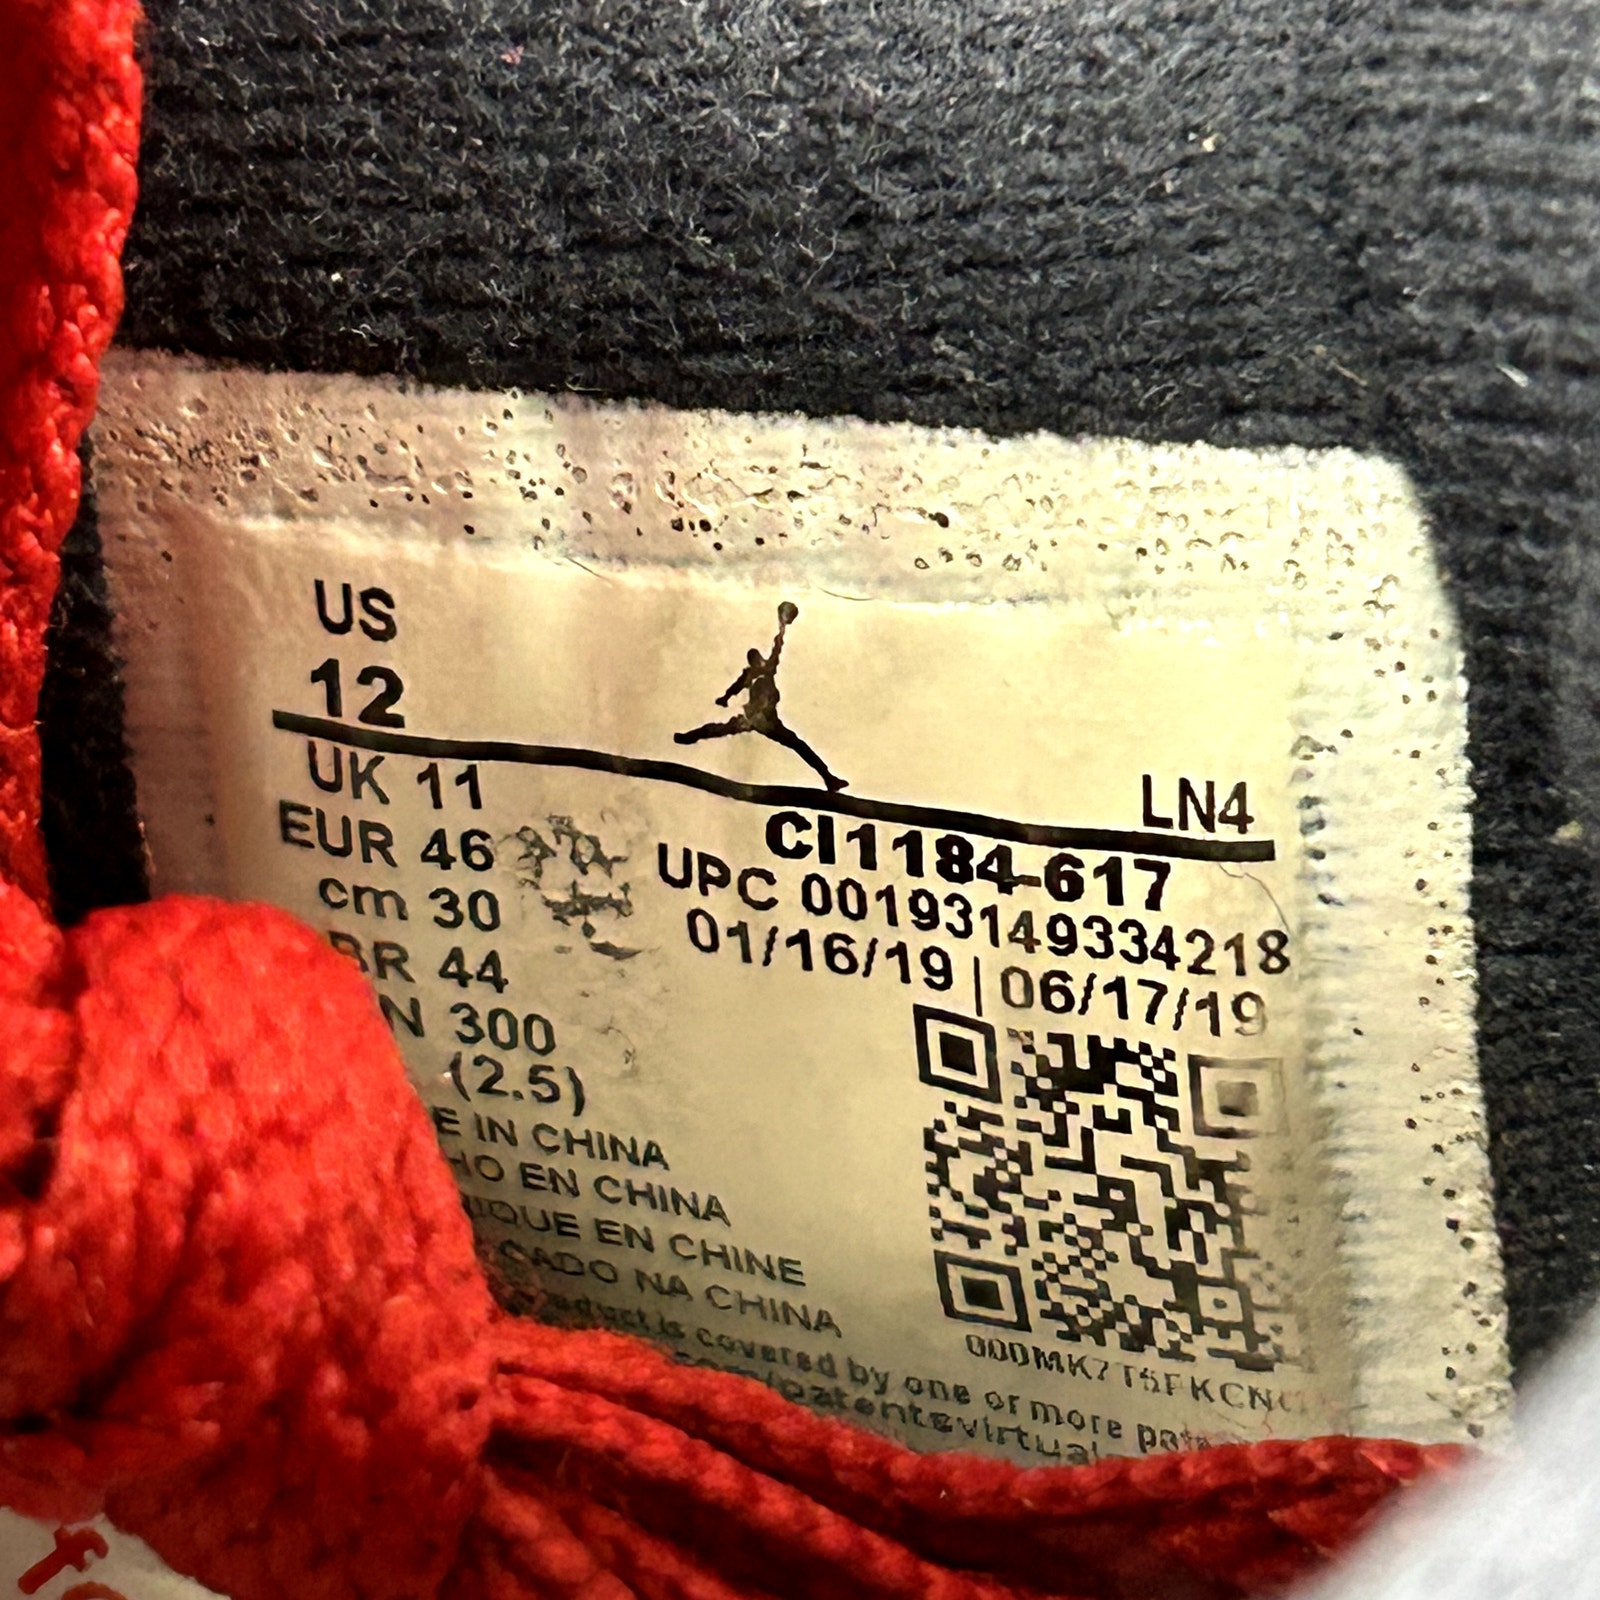 US
12
LN4
UK 11
EUR 46
cm 30
BR 44
N 300
(2.5)
CI1184-617
UPC 00193149334218
01/16/19 | 06/17/19
E IN CHINA
HO EN CHINA
IQUE EN CHINE
CADO NA CHINA
oduct is covered by one or more